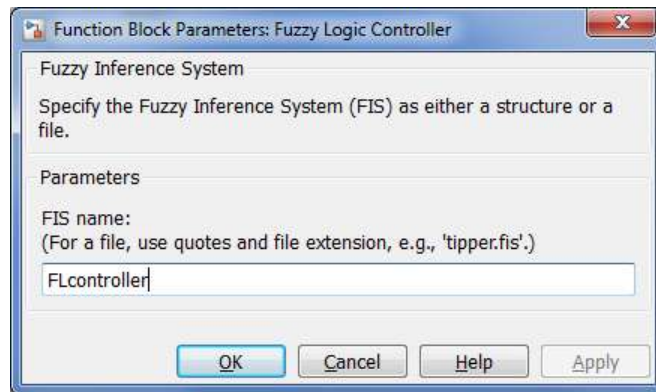 Function Block Parameters: Fuzzy Logic Controller
Fuzzy Inference System
Specify the Fuzzy Inference System (FIS) as either a structure or a
file.
Parameters
FIS name:
(For a file, use quotes and file extension, e.g., 'tipper.fis'.)
FLcontroller
OK Cancel Help Apply